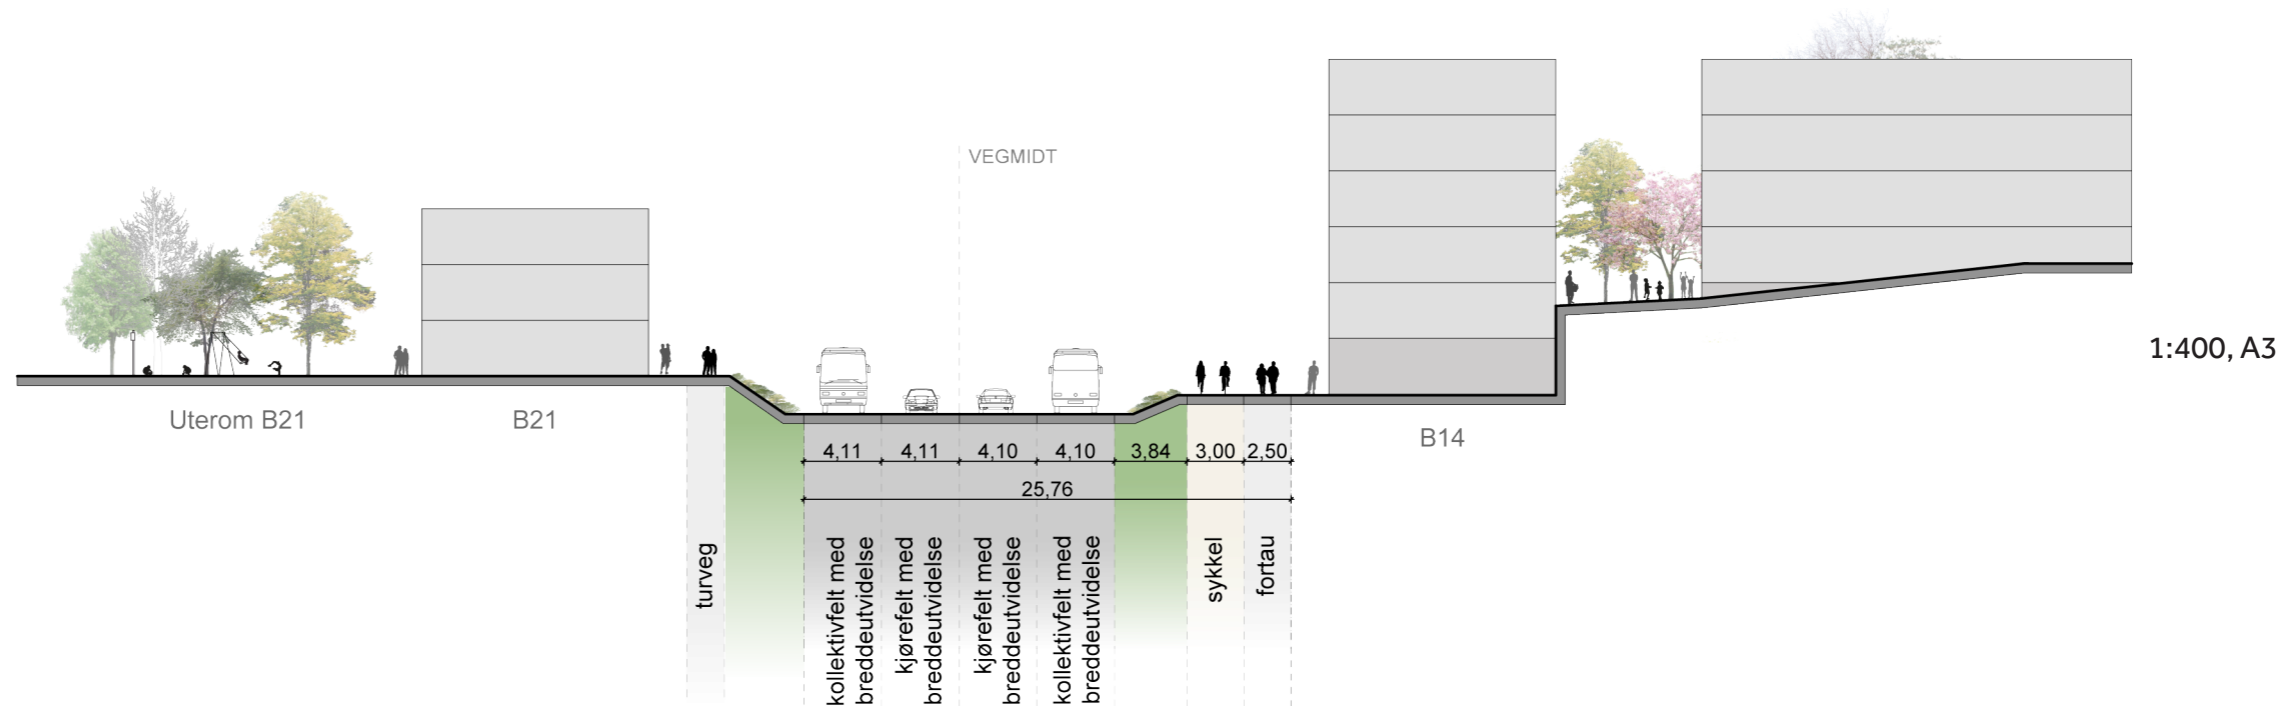 VEGMIDT
1:400, A3
Uterom B21
B21
B14
4,11
4,11
4,10
4,10
3,84
3,00
2,50
25,76
turveg
kollektivfelt med
breddeutvidelse
kjørefelt med
breddeutvidelse
kjørefelt med
breddeutvidelse
kollektivfelt med
breddeutvidelse
sykkel
fortau